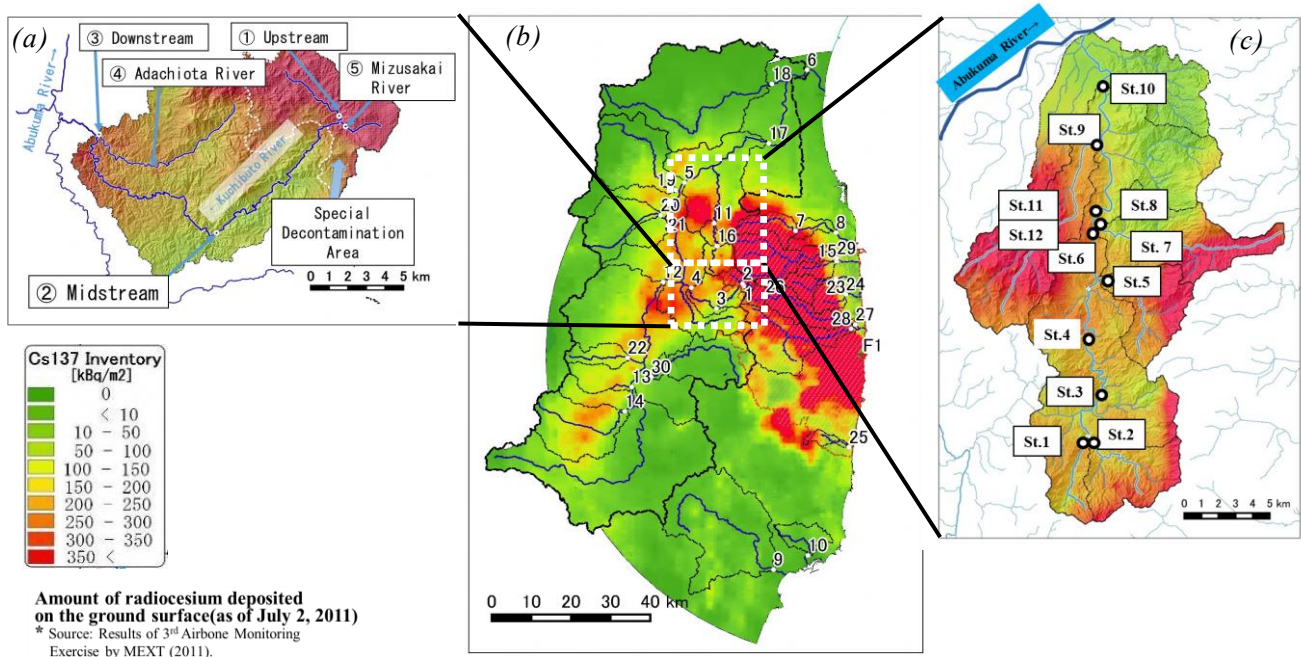 (a)
③ Downstream
① Upstream
④ Adachiota River
⑤ Mizusakai
River
Abukuma River→
Kuchibuto River
Special
Decontamination
Area
② Midstream
0 1 2 3 4 5 km
Cs137 Inventory
[kBq/m2]
0
< 10
10 - 50
50 - 100
100 - 150
150 - 200
200 - 250
250 - 300
300 - 350
350 <
Amount of radiocesium deposited
on the ground surface(as of July 2, 2011)
* Source: Results of 3rd Airbone Monitoring
Exercise by MEXT (2011).
(b)
6
18
17
19
5
20
11
21
16
7
8
15
29
12
4
2
1
26
3
23
24
27
28
F1
22
13
30
14
25
10
9
0 10 20 30 40 km
(c)
Abukuma River→
St.10
St.9
St.11
St.8
St.12
St. 7
St.6
St.5
St.4
St.3
St.1
St.2
0 1 2 3 4 5 km